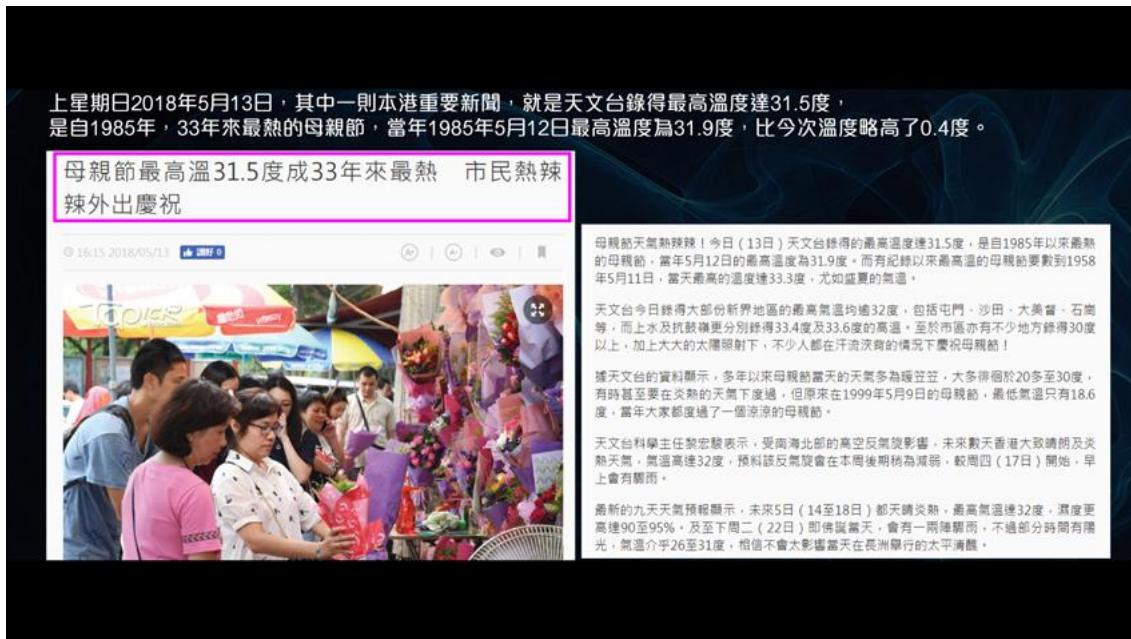 上星期日2018年5月13日，其中一則本港重要新聞，就是天文台錄得最高溫度達31.5度，
是自1985年，33年來最熱的母親節，當年1985年5月12日最高溫度為31.9度，比今次溫度略高了0.4度。
母親節最高溫31.5度成33年來最熱　市民熱辣
辣外出慶祝
16:15 2018/05/13 讚好 0
TOPICK
母親節天氣熱辣辣！今日（13日）天文台錄得的最高溫度達31.5度，是自1985年以來最熱
的母親節，當年5月12日的最高溫度為31.9度。而有紀錄以來最高溫的母親節要數到1958
年5月11日，當天最高的溫度達33.3度，尤如盛夏的氣溫。
天文台今日錄得大部份新界地區的最高氣溫均逾32度，包括屯門、沙田、大美督、石崗
等，而上水及打鼓嶺更分別錄得33.4度及33.6度的高溫。至於市區亦有不少地方錄得30度
以上，加上大大的太陽照射下，不少人都在汗流浹背的情況下慶祝母親節！
據天文台的資料顯示，多年以來母親節當天的天氣多為暖笠笠，大多徘徊於20多至30度，
有時甚至要在炎熱的天氣下度過，但原來在1999年5月9日的母親節，最低氣溫只有18.6
度，當年大家都度過了一個涼涼的母親節。
天文台科學主任黎宏駿表示，受南海北部的高空反氣旋影響，未來數天香港大致晴朗及炎
熱天氣，氣溫高達32度，預料該反氣旋會在本周後期稍為減弱，較周四（17日）開始，早
上會有驟雨。
最新的九天天氣預報顯示，未來5日（14至18日）都天晴炎熱，最高氣溫達32度，濕度更
高達90至95%。及至下周二（22日）即佛誕當天，會有一兩陣驟雨，不過部分時間有陽
光，氣溫介乎26至31度，相信不會太影響當天在長洲舉行的太平清醮。